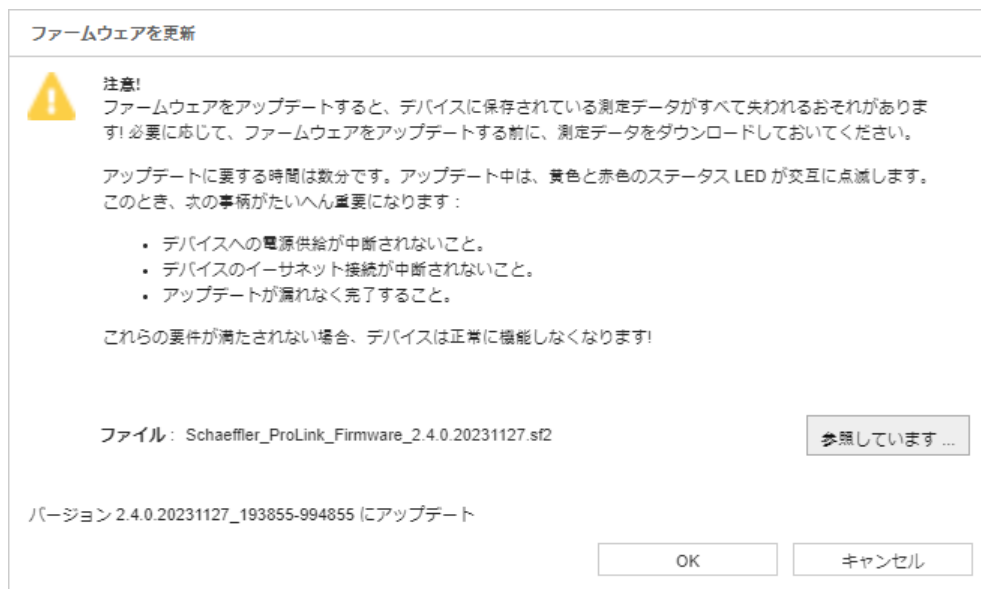 ファームウェアを更新
注意!
ファームウェアをアップデートすると、デバイスに保存されている測定データがすべて失われるおそれがありま
す! 必要に応じて、ファームウェアをアップデートする前に、測定データをダウンロードしておいてください。
アップデートに要する時間は数分です。アップデート中は、黄色と赤色のステータス LED が交互に点滅します。
このとき、次の事柄がたいへん重要になります :
• デバイスへの電源供給が中断されないこと。
• デバイスのイーサネット接続が中断されないこと。
• アップデートが漏れなく完了すること。
これらの要件が満たされない場合、デバイスは正常に機能しなくなります!
ファイル : Schaeffler_ProLink_Firmware_2.4.0.20231127.sf2
参照しています ...
バージョン 2.4.0.20231127_193855-994855 にアップデート
OK
キャンセル